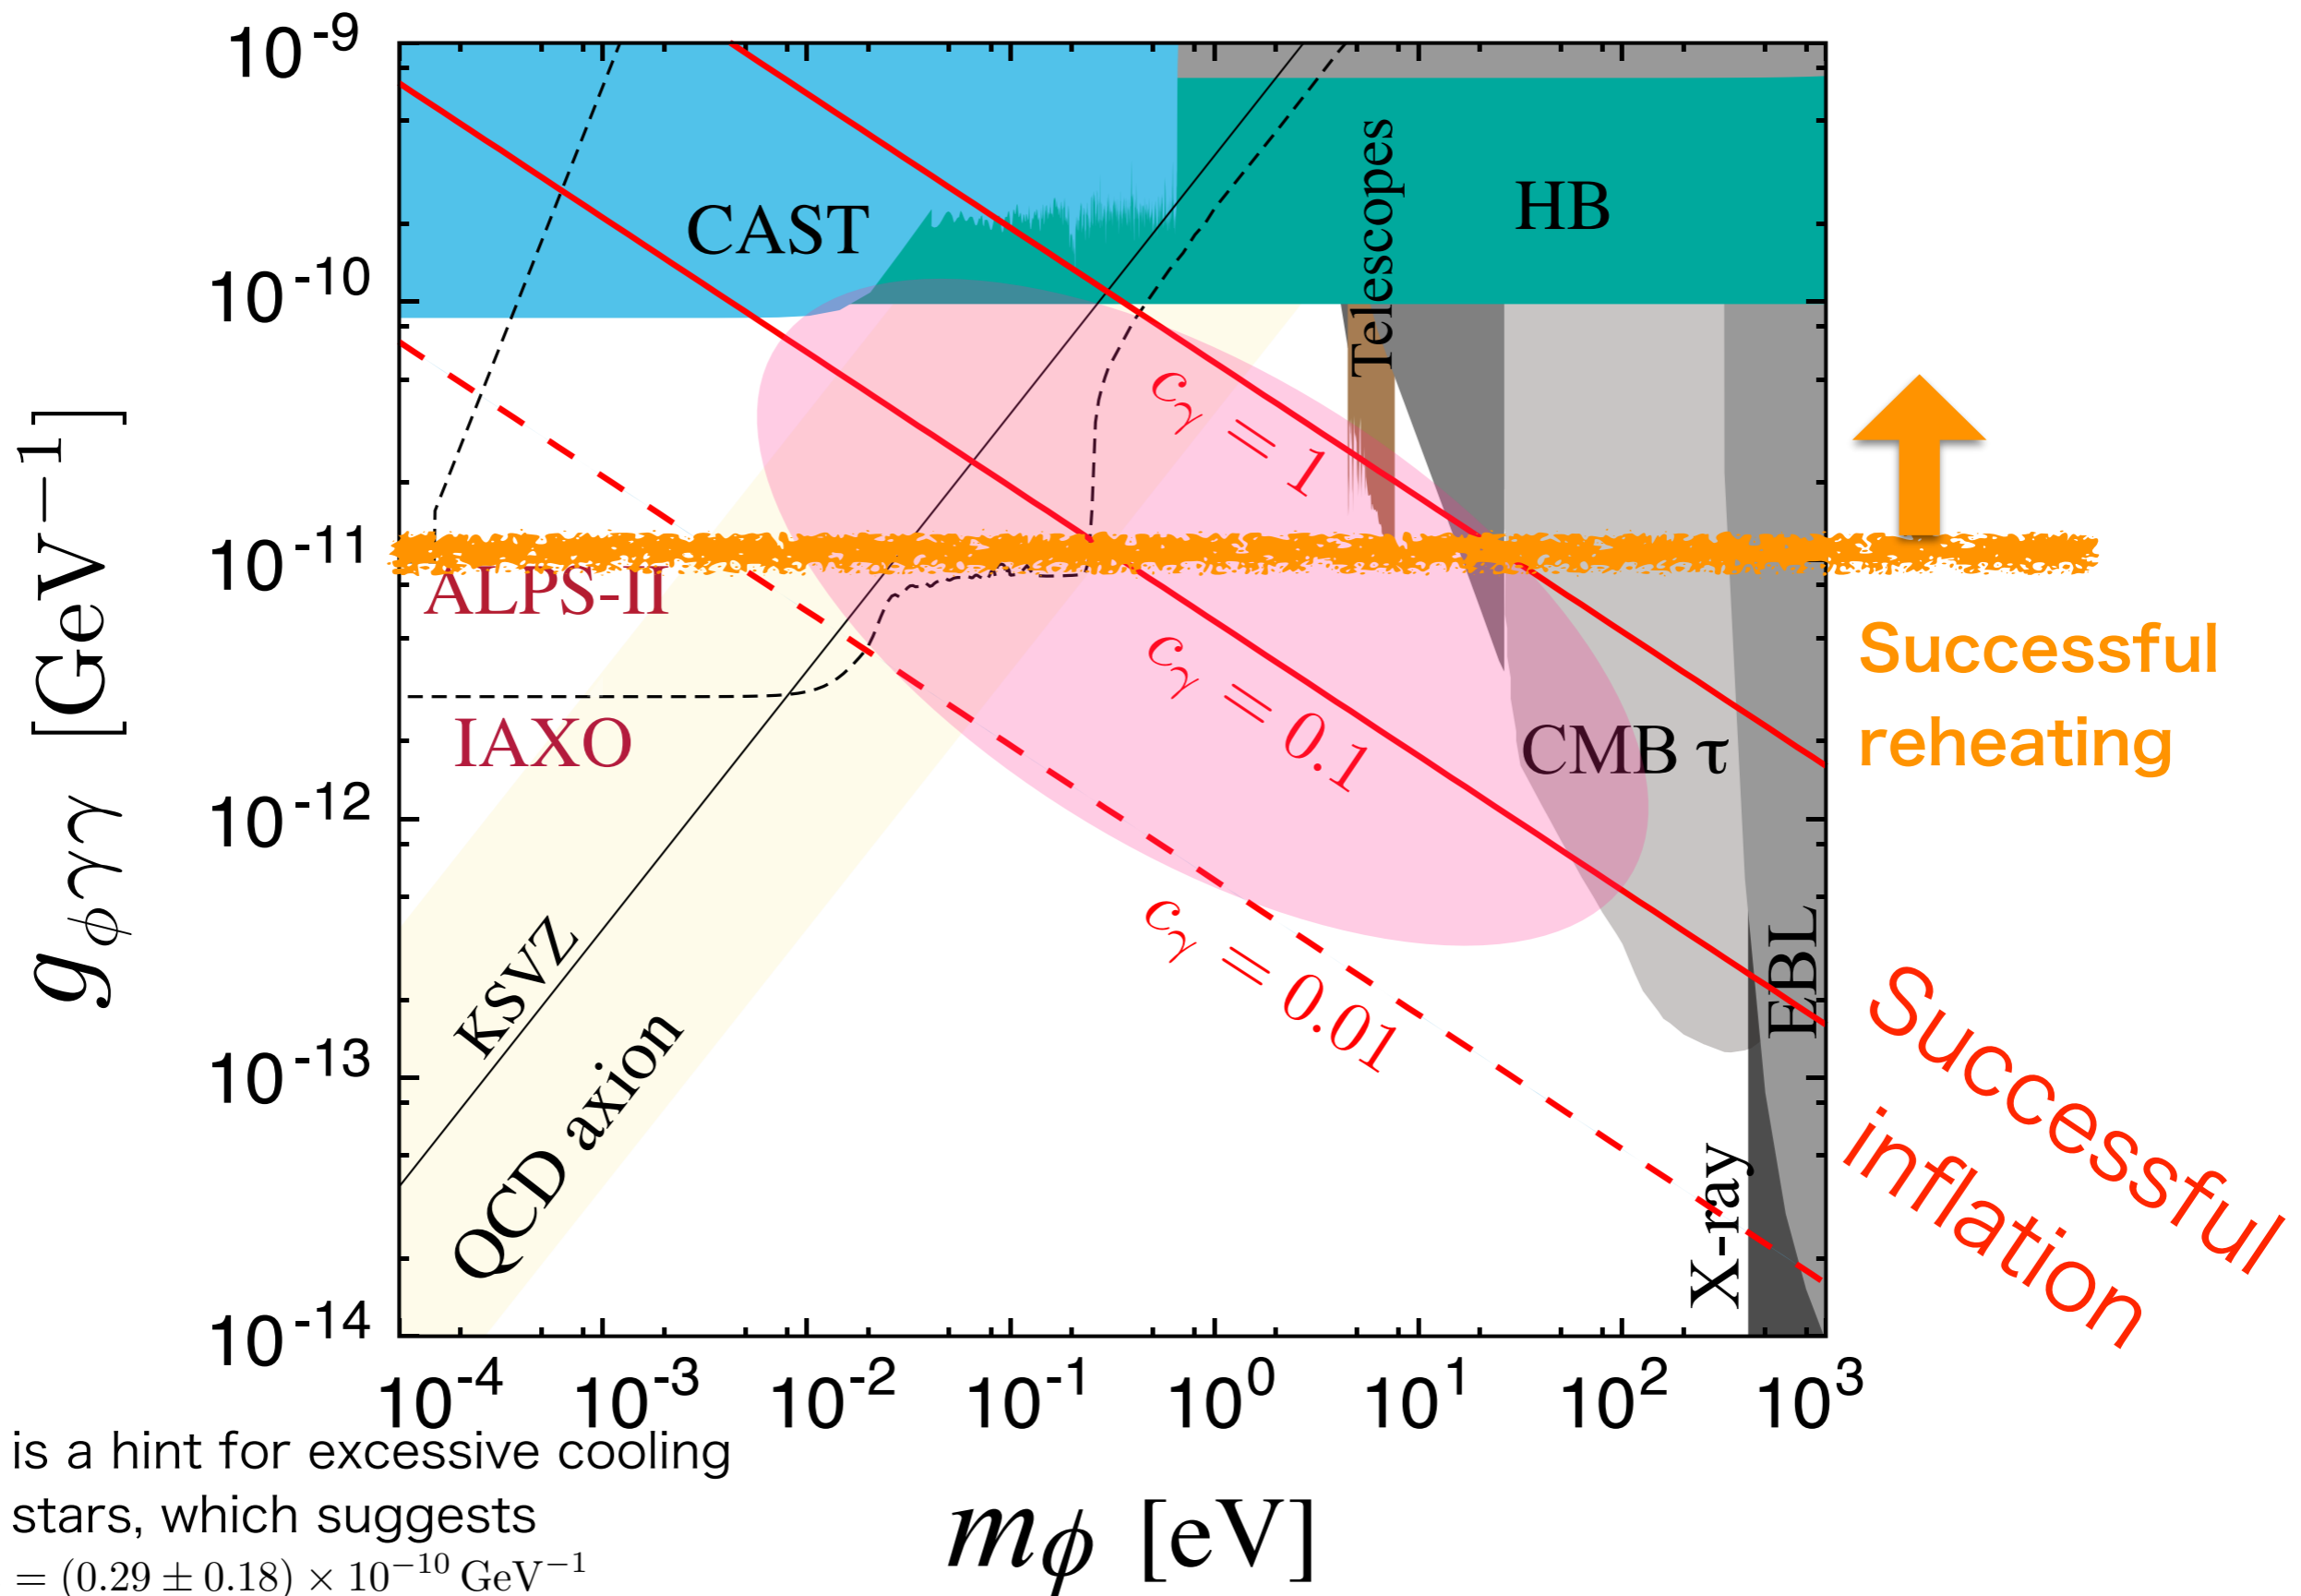 10^-9
10^-10
10^-11
10^-12
10^-13
10^-14
g_ϕγγ [GeV^−1]
CAST
HB
Telescopes
c_γ = 1
ALPS-II
c_γ = 0.1
IAXO
CMB τ
c_γ = 0.01
KSVZ
QCD axion
EBL
X-ray
Successful
reheating
Successful
inflation
10^-4 10^-3 10^-2 10^-1 10^0 10^1 10^2 10^3
m_ϕ [eV]
is a hint for excessive cooling
stars, which suggests
= (0.29 ± 0.18) × 10^−10 GeV^−1